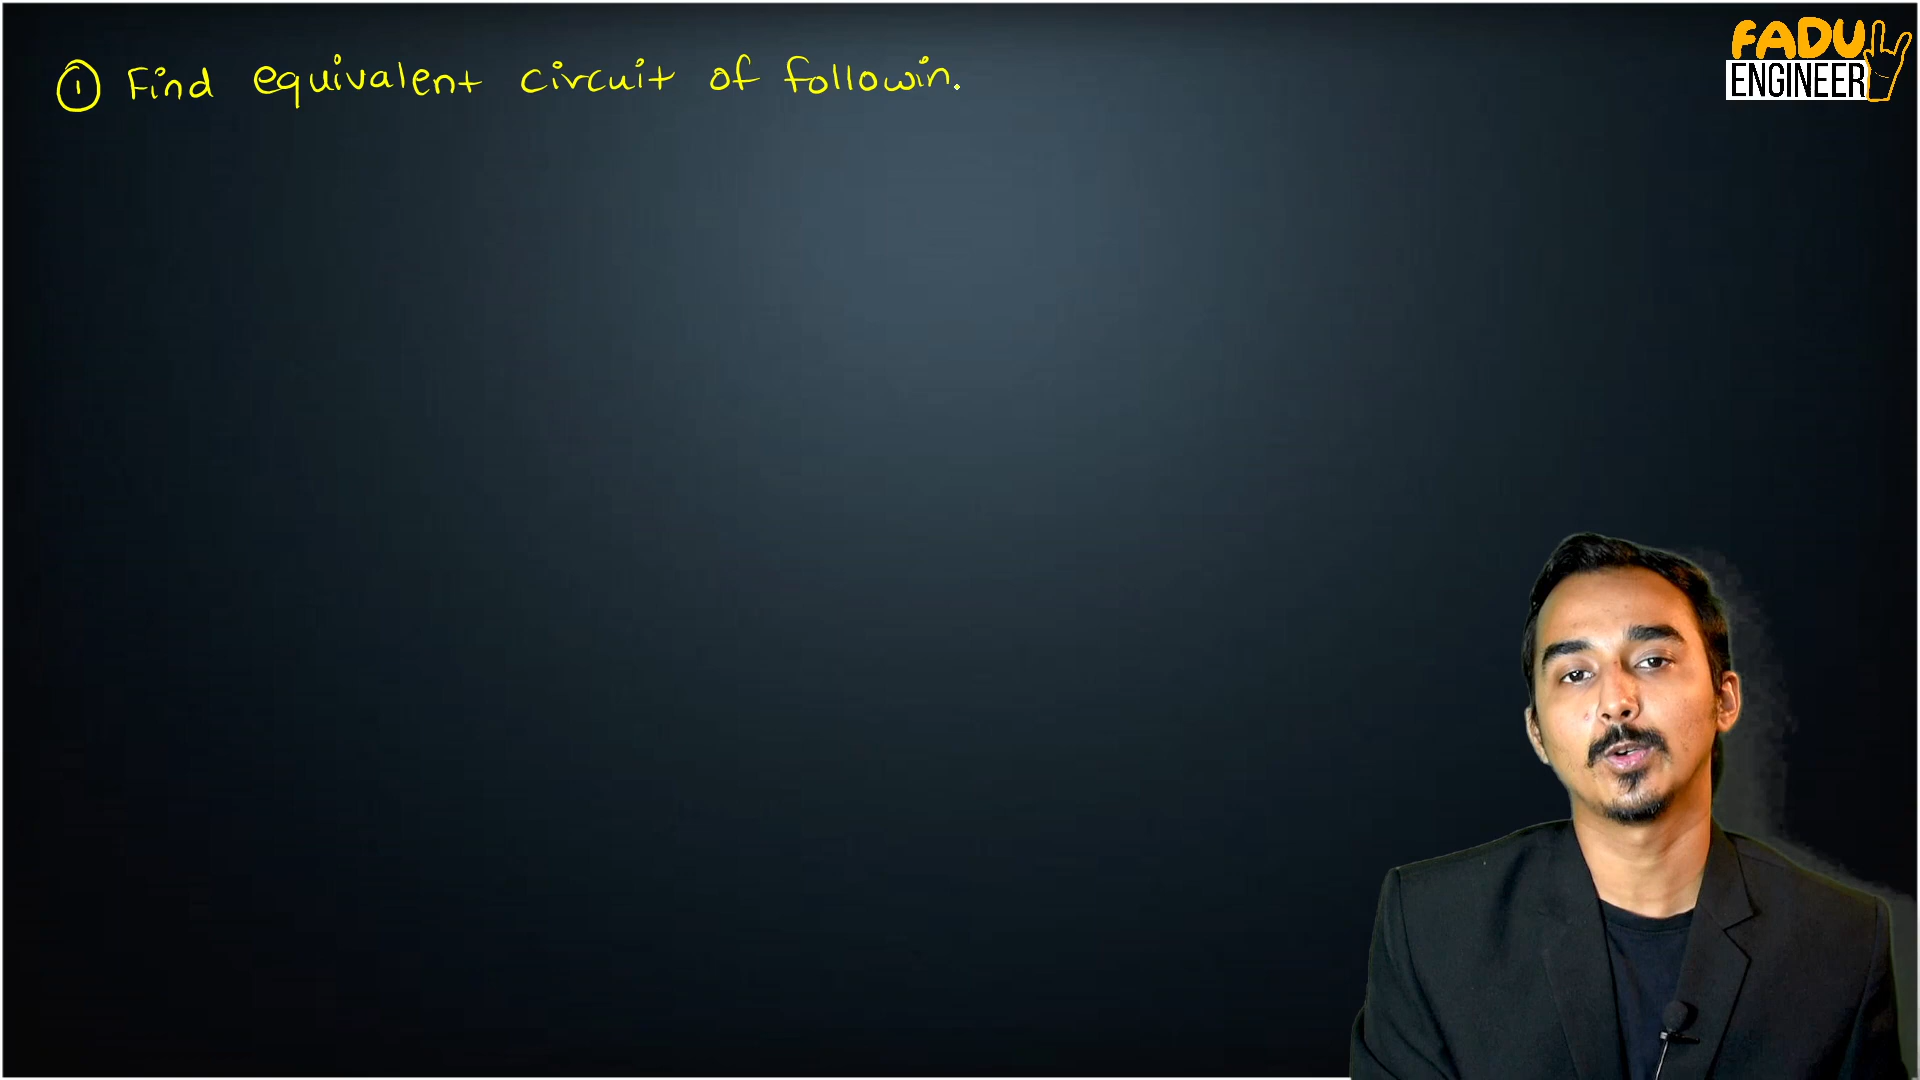 ① Find equivalent circuit of followin.
FADU
ENGINEER